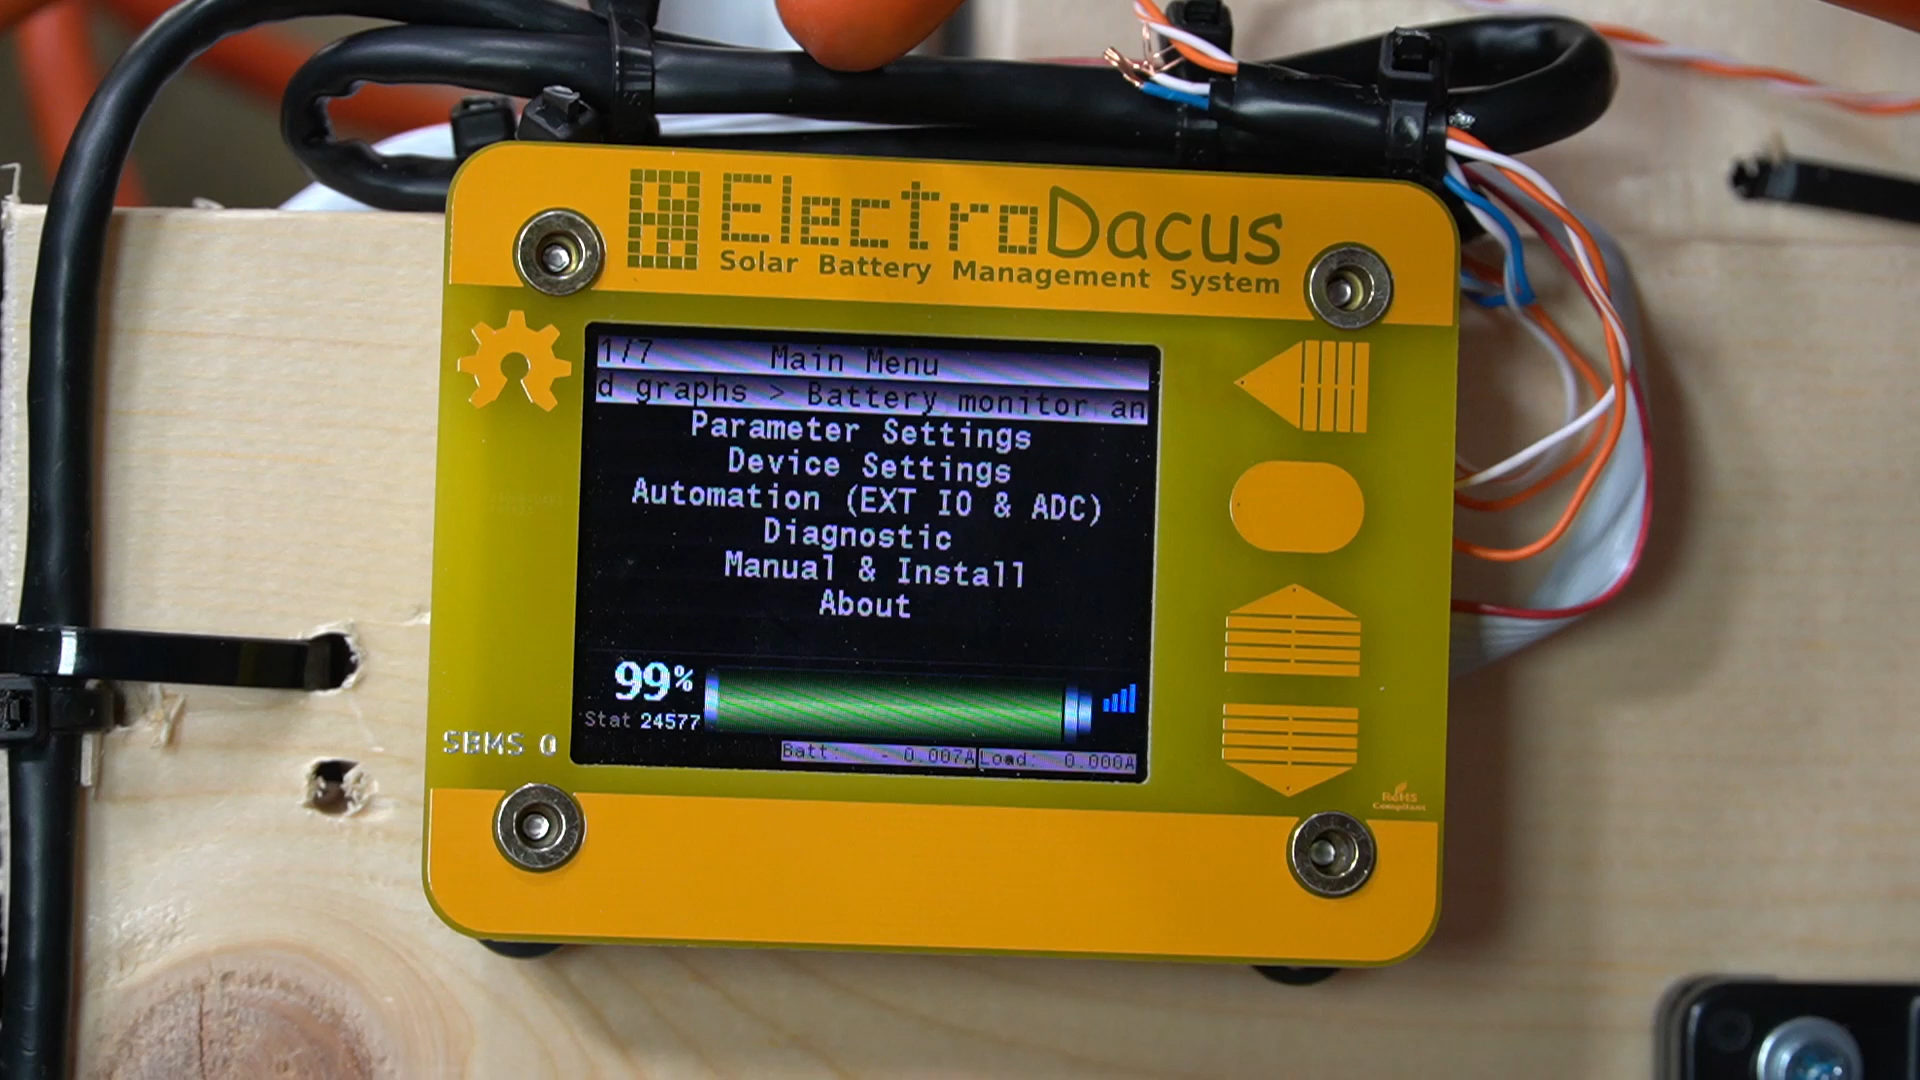 ElectroDacus
Solar Battery Management System
1/7 Main Menu
d graphs > Battery monitor an
Parameter Settings
Device Settings
Automation (EXT IO & ADC)
Diagnostic
Manual & Install
About
99%
Stat 24577
Batt: - 0.007A Load: 0.000A
SBMS 0
RoHS
Compliant